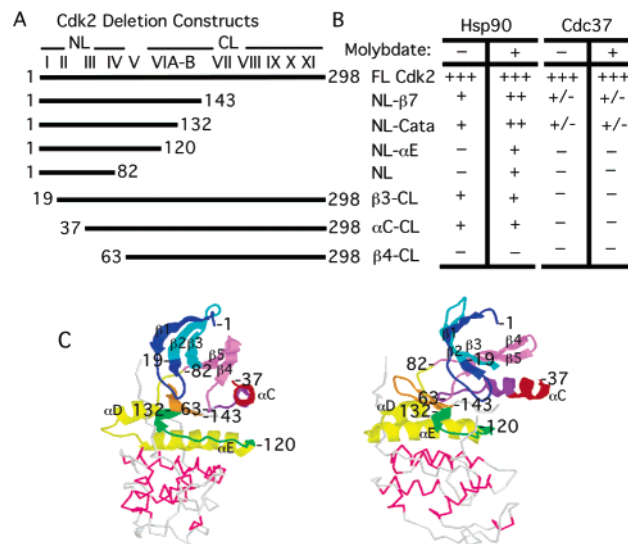 A Cdk2 Deletion Constructs
NL CL
I II III IV V VIA-B VII VIII IX X XI
1 298
1 143
1 132
1 120
1 82
19 298
37 298
63 298
B Hsp90 Cdc37
Molybdate: – + – +
FL Cdk2 +++ +++ +++ +++
NL-β7 + ++ +/- +/-
NL-Cata + ++ +/- +/-
NL-αE – + – –
NL – + – –
β3-CL + + – –
αC-CL + + – –
β4-CL – – – –
C
β1 -1
β2 β3
β5
19- -82 β4
-37
αC
αD 132 63 -143
-120
αE
-1
β1
β4
β3
82- β2 -19 β5
63 -37
αC
αD 132 -143
αE -120